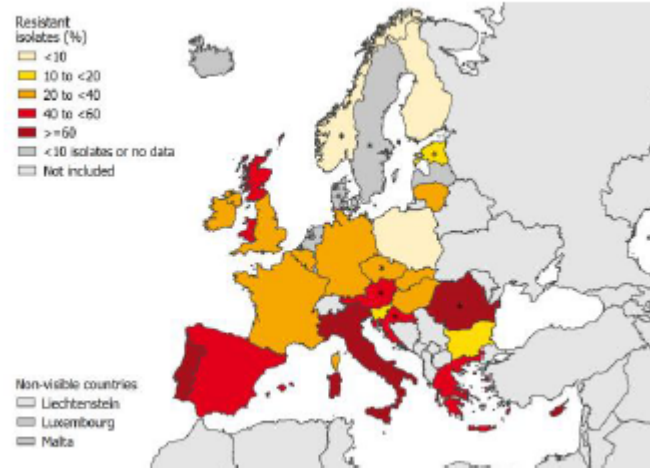 Resistant
isolates (%)
<10
10 to <20
20 to <40
40 to <60
>=60
<10 isolates or no data
Not included
Non-visible countries
Liechtenstein
Luxembourg
Malta